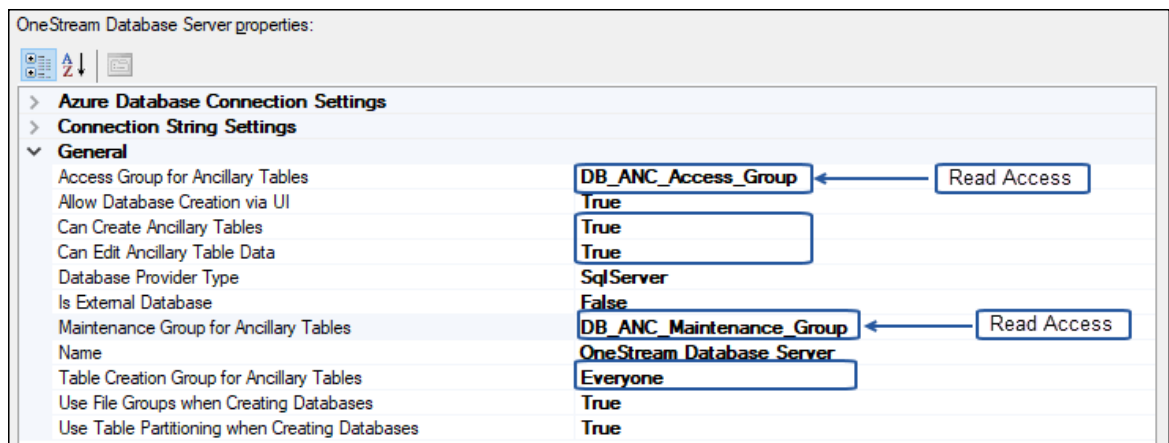 OneStream Database Server properties:
Azure Database Connection Settings
Connection String Settings
General
Access Group for Ancillary Tables DB_ANC_Access_Group Read Access
Allow Database Creation via UI True
Can Create Ancillary Tables True
Can Edit Ancillary Table Data True
Database Provider Type SqlServer
Is External Database False
Maintenance Group for Ancillary Tables DB_ANC_Maintenance_Group Read Access
Name OneStream Database Server
Table Creation Group for Ancillary Tables Everyone
Use File Groups when Creating Databases True
Use Table Partitioning when Creating Databases True